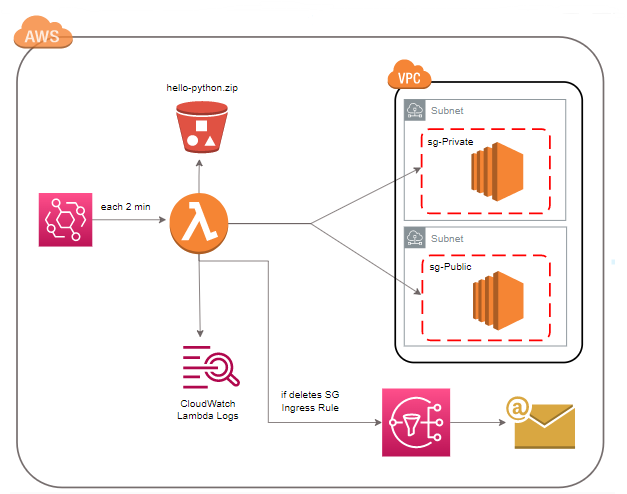 AWS
hello-python.zip
VPC
Subnet
sg-Private
each 2 min
Subnet
sg-Public
CloudWatch
Lambda Logs
if deletes SG
Ingress Rule
@